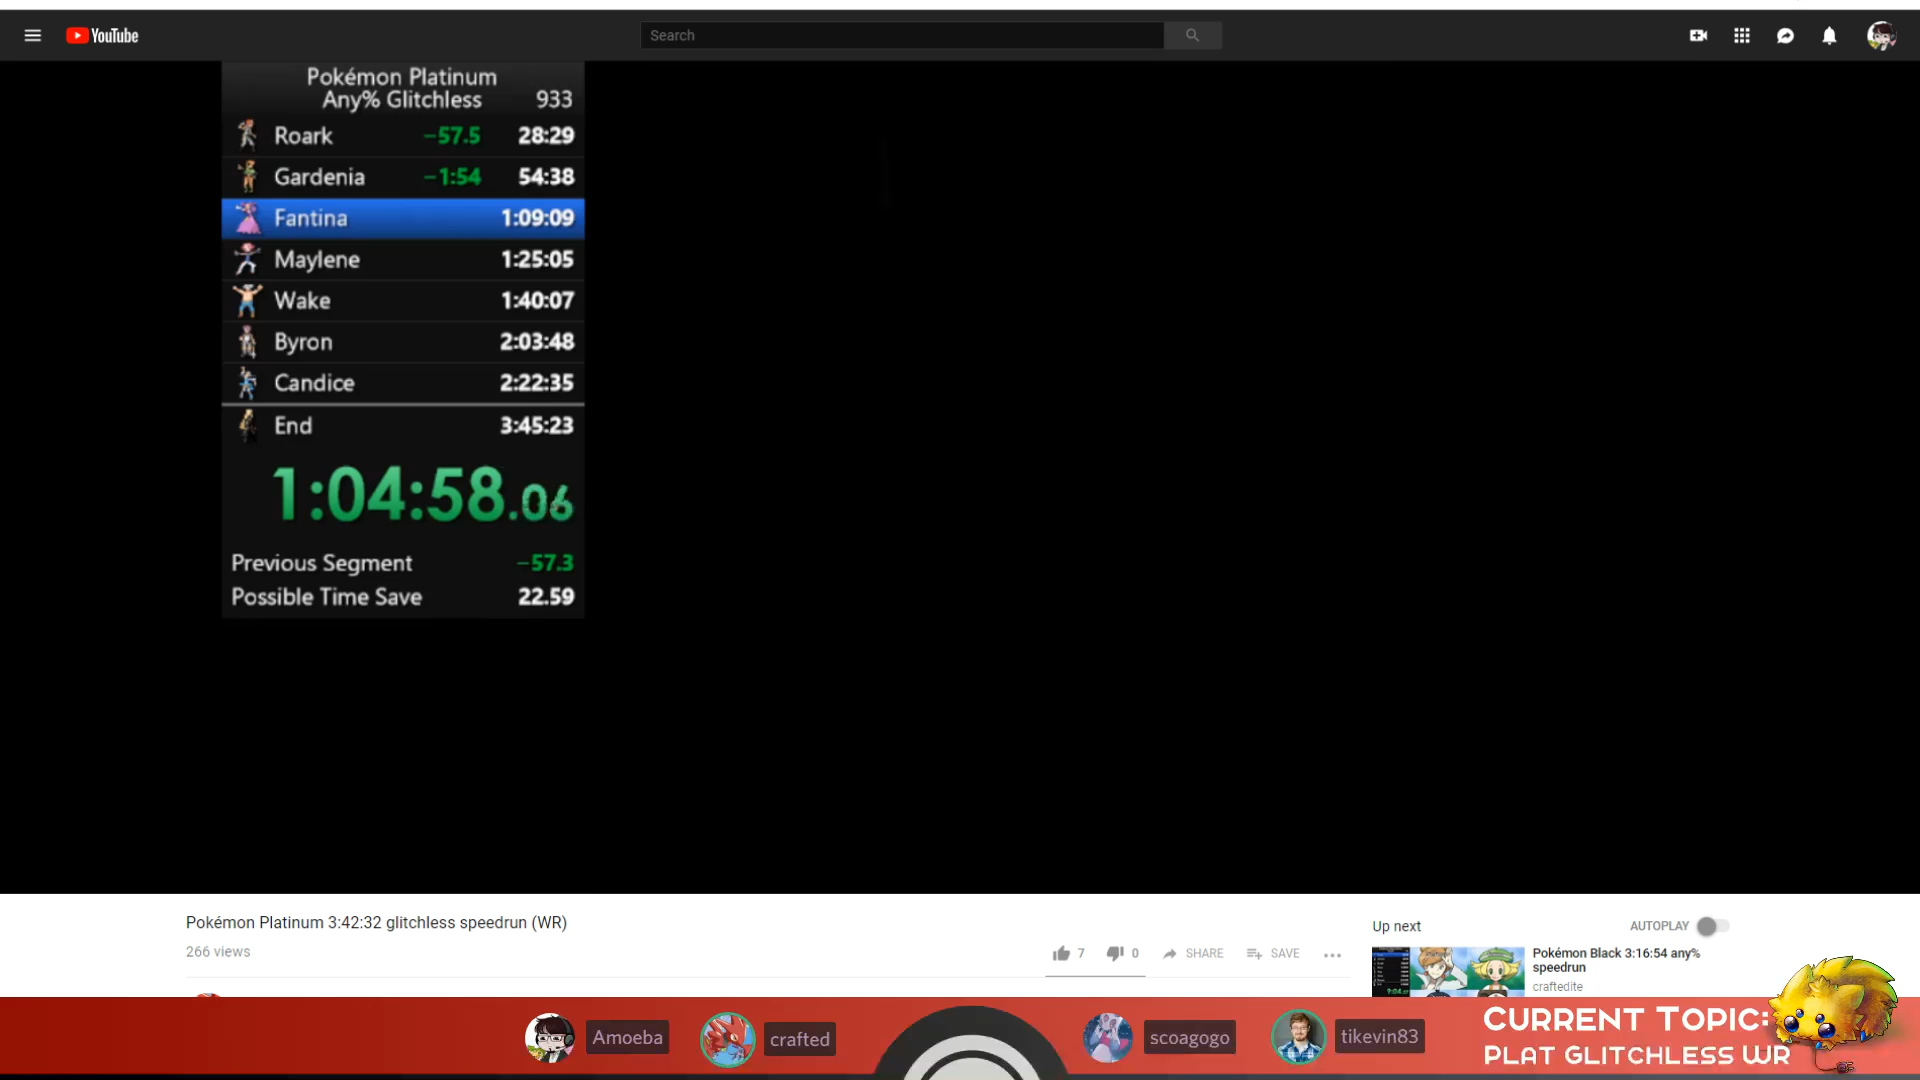 YouTube
Search
Pokémon Platinum
Any% Glitchless 933
Roark −57.5 28:29
Gardenia −1:54 54:38
Fantina 1:09:09
Maylene 1:25:05
Wake 1:40:07
Byron 2:03:48
Candice 2:22:35
End 3:45:23
1:04:58.06
Previous Segment −57.3
Possible Time Save 22.59
Pokémon Platinum 3:42:32 glitchless speedrun (WR)
266 views
7 0 SHARE SAVE
Up next AUTOPLAY
Pokémon Black 3:16:54 any%
speedrun
craftedite
Amoeba crafted scoagogo tikevin83
CURRENT TOPIC:
PLAT GLITCHLESS WR